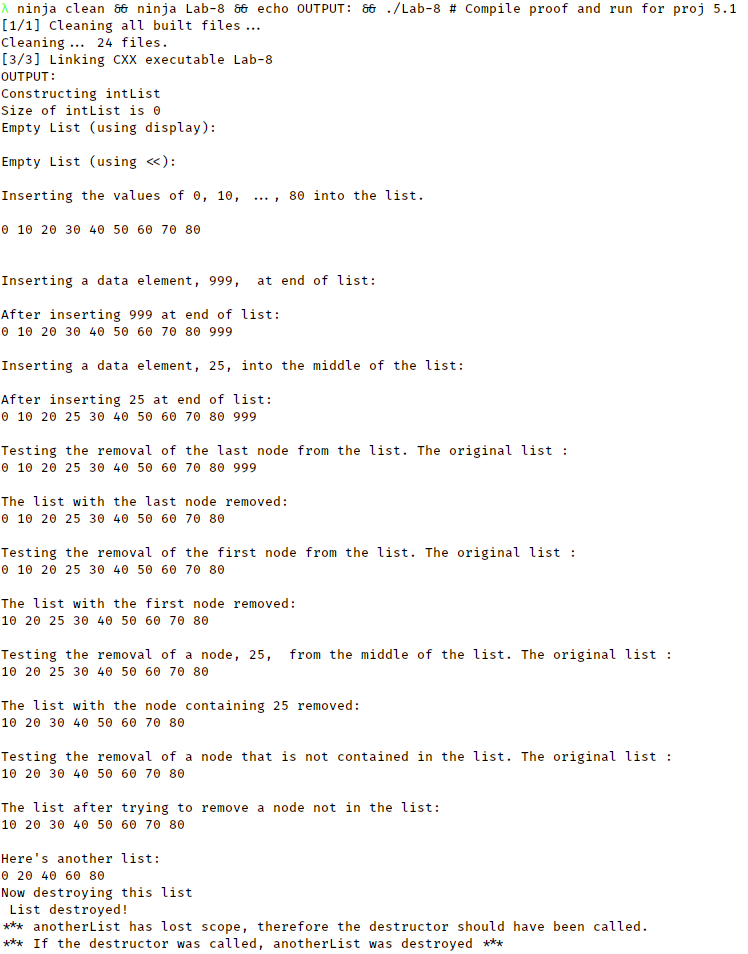 λ ninja clean && ninja Lab-8 && echo OUTPUT: && ./Lab-8 # Compile proof and run for proj 5.1
[1/1] Cleaning all built files...
Cleaning... 24 files.
[3/3] Linking CXX executable Lab-8
OUTPUT:
Constructing intList
Size of intList is 0
Empty List (using display):
Empty List (using <<):
Inserting the values of 0, 10, ..., 80 into the list.
0 10 20 30 40 50 60 70 80
Inserting a data element, 999,  at end of list:
After inserting 999 at end of list:
0 10 20 30 40 50 60 70 80 999
Inserting a data element, 25, into the middle of the list:
After inserting 25 at end of list:
0 10 20 25 30 40 50 60 70 80 999
Testing the removal of the last node from the list. The original list :
0 10 20 25 30 40 50 60 70 80 999
The list with the last node removed:
0 10 20 25 30 40 50 60 70 80
Testing the removal of the first node from the list. The original list :
0 10 20 25 30 40 50 60 70 80
The list with the first node removed:
10 20 25 30 40 50 60 70 80
Testing the removal of a node, 25,  from the middle of the list. The original list :
10 20 25 30 40 50 60 70 80
The list with the node containing 25 removed:
10 20 30 40 50 60 70 80
Testing the removal of a node that is not contained in the list. The original list :
10 20 30 40 50 60 70 80
The list after trying to remove a node not in the list:
10 20 30 40 50 60 70 80
Here's another list:
0 20 40 60 80
Now destroying this list
 List destroyed!
*** anotherList has lost scope, therefore the destructor should have been called.
*** If the destructor was called, anotherList was destroyed ***